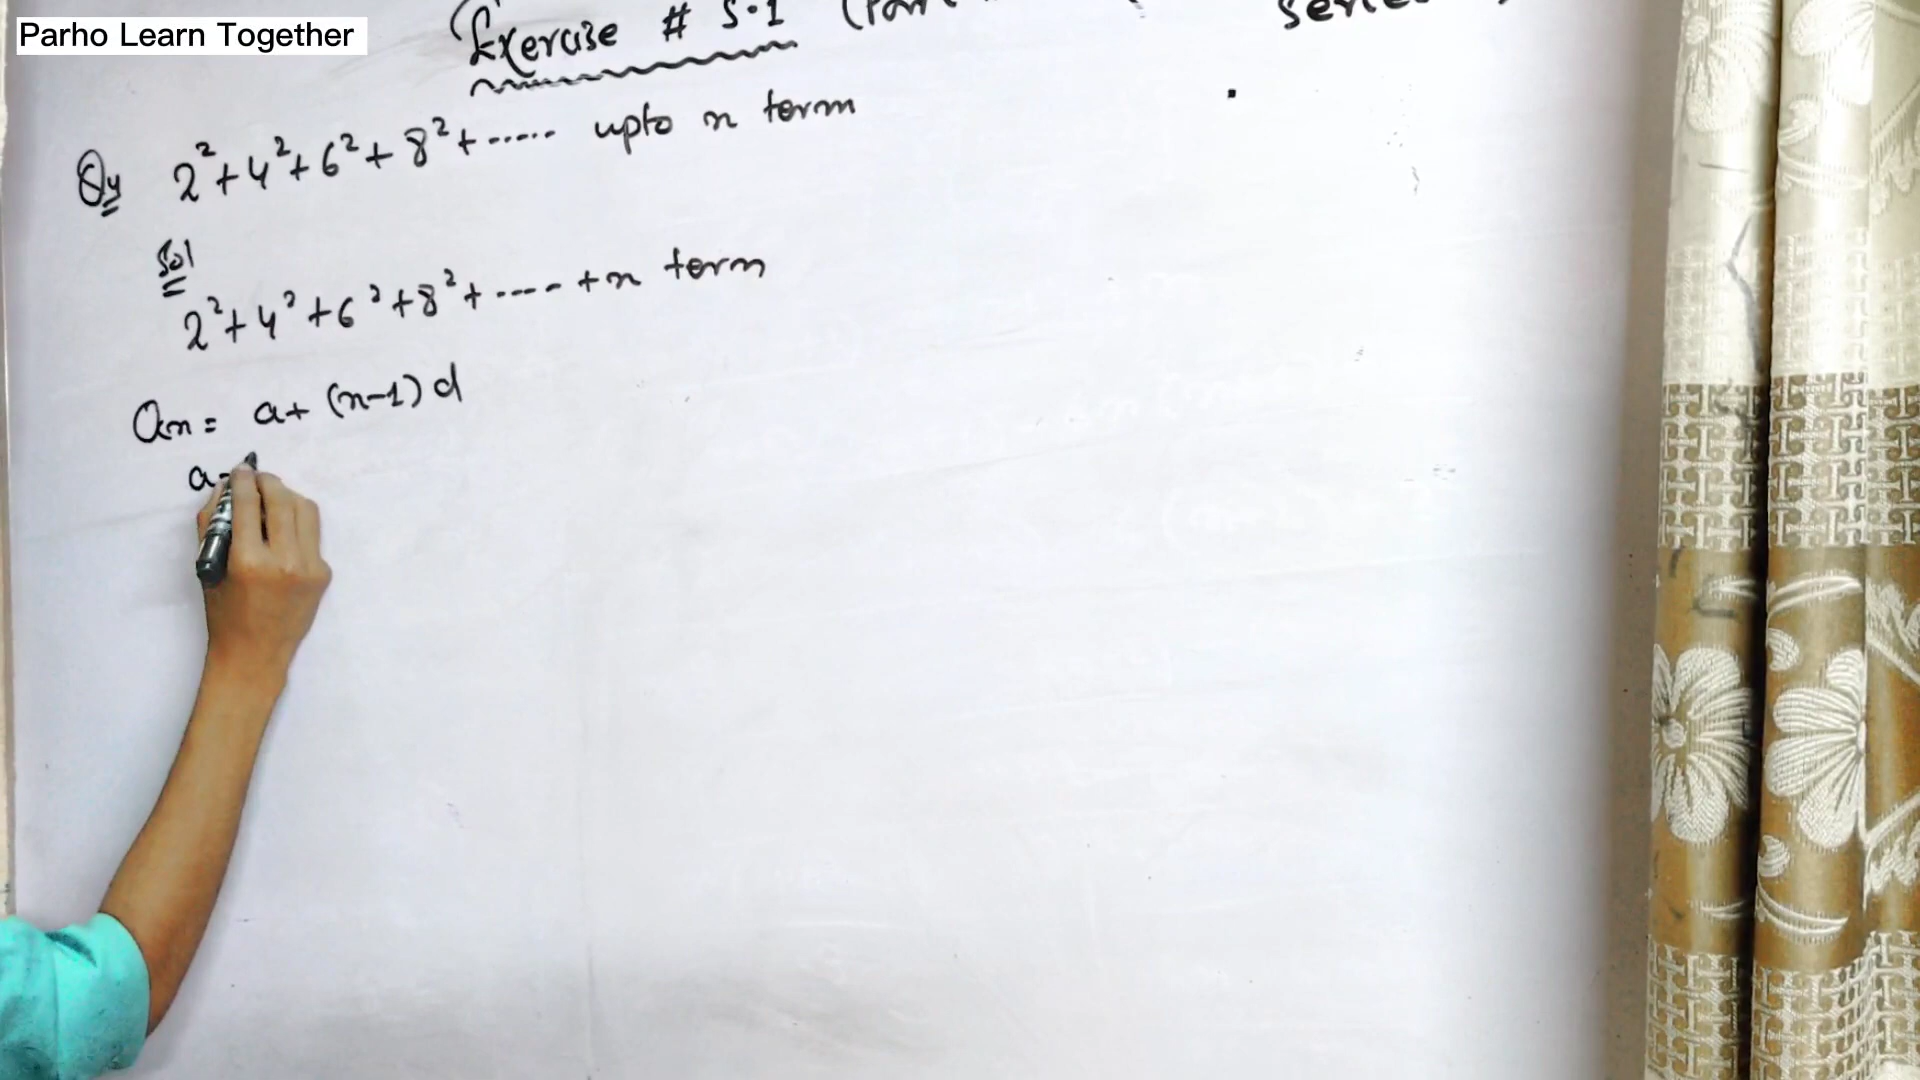 Parho Learn Together
Exercise # 5.1
Q4 2²+4²+6²+8²+..... upto n term
Sol
2²+4²+6²+8²+.....+n term
an = a+(n-1)d
a=